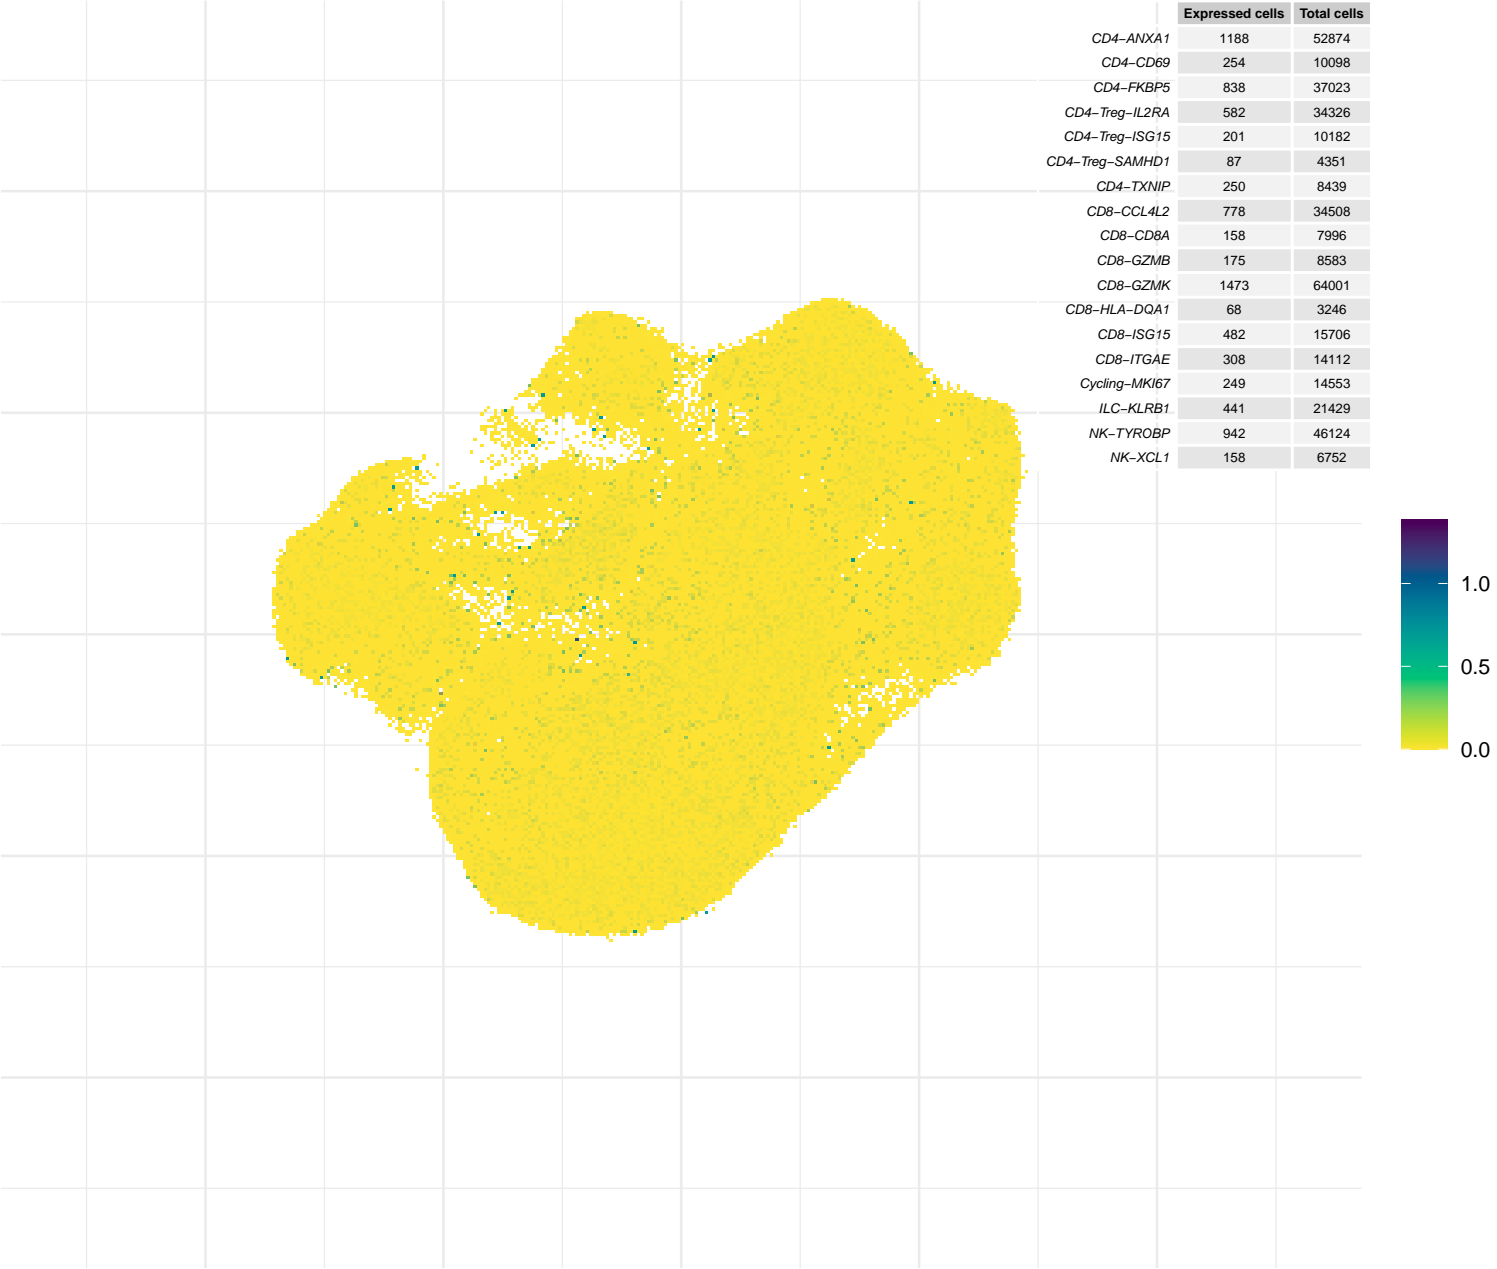 Expressed cells Total cells
CD4−ANXA1 1188 52874
CD4−CD69 254 10098
CD4−FKBP5 838 37023
CD4−Treg−IL2RA 582 34326
CD4−Treg−ISG15 201 10182
CD4−Treg−SAMHD1 87 4351
CD4−TXNIP 250 8439
CD8−CCL4L2 778 34508
CD8−CD8A 158 7996
CD8−GZMB 175 8583
CD8−GZMK 1473 64001
CD8−HLA−DQA1 68 3246
CD8−ISG15 482 15706
CD8−ITGAE 308 14112
Cycling−MKI67 249 14553
ILC−KLRB1 441 21429
NK−TYROBP 942 46124
NK−XCL1 158 6752
1.0
0.5
0.0